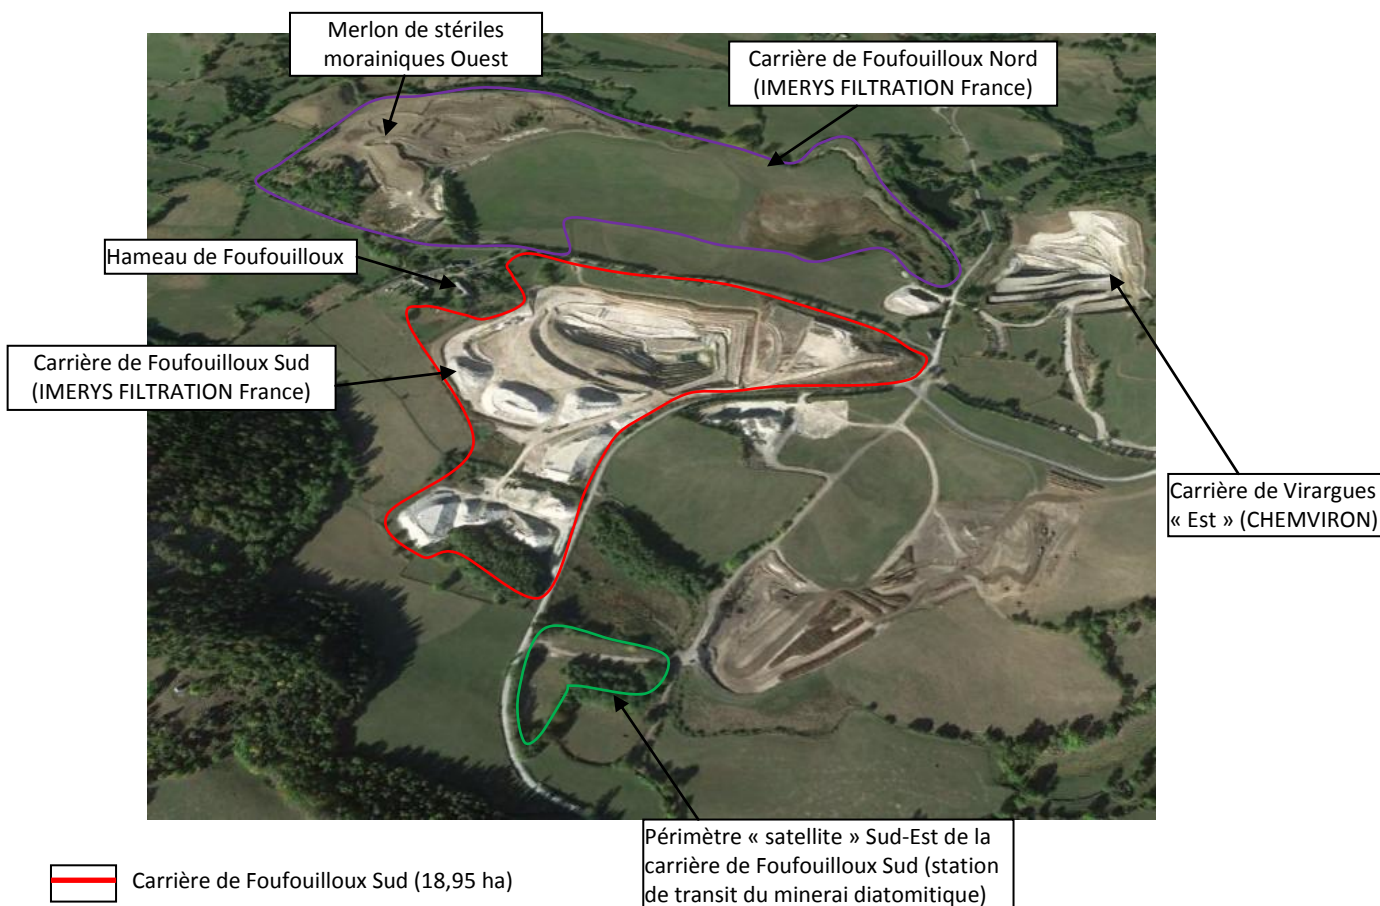 Merlon de stériles
morainiques Ouest
Carrière de Foufouilloux Nord
(IMERYS FILTRATION France)
Hameau de Foufouilloux
Carrière de Foufouilloux Sud
(IMERYS FILTRATION France)
Carrière de Virargues
« Est » (CHEMVIRON)
Périmètre « satellite » Sud-Est de la
carrière de Foufouilloux Sud (station
de transit du minerai diatomitique)
Carrière de Foufouilloux Sud (18,95 ha)